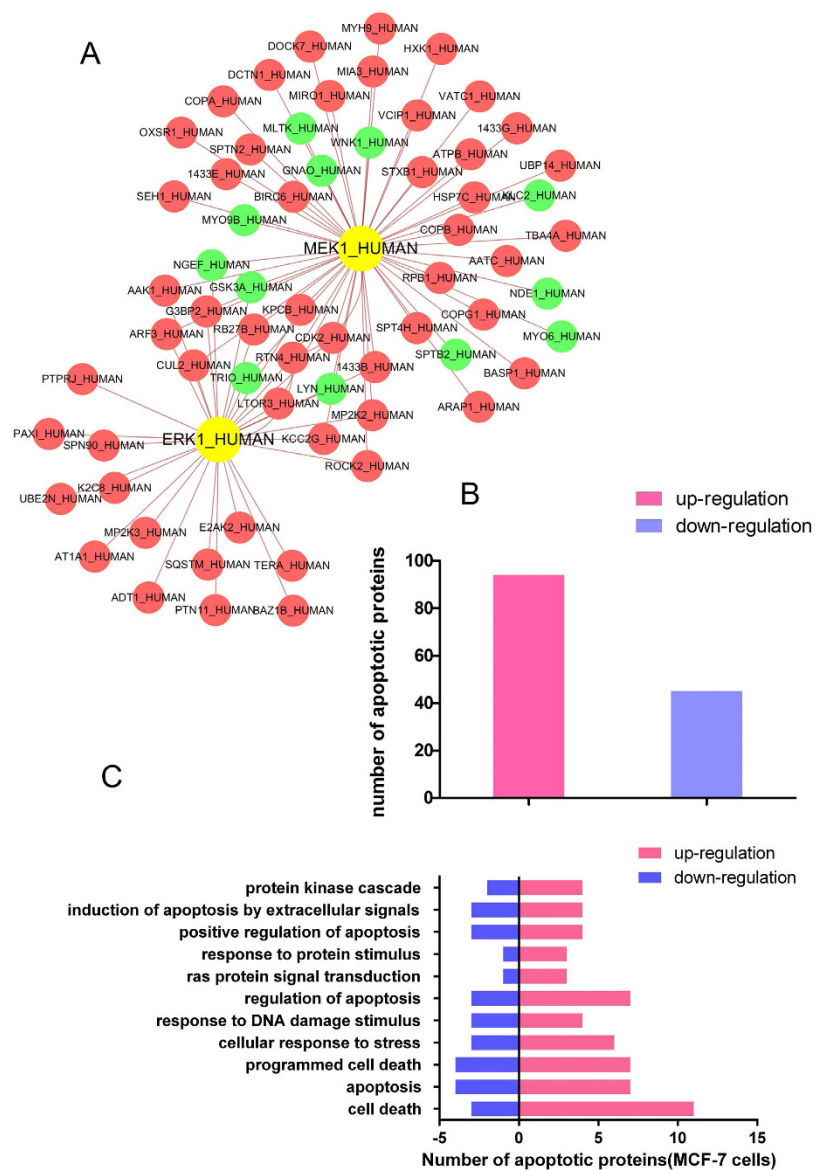 A
MYH9_HUMAN
DOCK7_HUMAN
HXK1_HUMAN
DCTN1_HUMAN
MIA3_HUMAN
COPA_HUMAN
MIRO1_HUMAN
VATC1_HUMAN
VCIP1_HUMAN
OXSR1_HUMAN
MLTK_HUMAN
1433G_HUMAN
WNK1_HUMAN
SPTN2_HUMAN
ATPB_HUMAN
UBP14_HUMAN
1433E_HUMAN
GNAO_HUMAN
STXB1_HUMAN
SEH1_HUMAN
BIRC6_HUMAN
HSP7C_HUMAN
KLC2_HUMAN
MYO9B_HUMAN
COPB_HUMAN
TBA4A_HUMAN
MEK1_HUMAN
NGEF_HUMAN
AATC_HUMAN
RPB1_HUMAN
AAK1_HUMAN
GSK3A_HUMAN
NDE1_HUMAN
G3BP2_HUMAN
KPCB_HUMAN
COPG1_HUMAN
ARF3_HUMAN
RB27B_HUMAN
CDK2_HUMAN
SPT4H_HUMAN
MYO6_HUMAN
CUL2_HUMAN
RTN4_HUMAN
SPTB2_HUMAN
1433B_HUMAN
BASP1_HUMAN
PTPRJ_HUMAN
TRIO_HUMAN
LYN_HUMAN
LTOR3_HUMAN
ARAP1_HUMAN
MP2K2_HUMAN
PAXI_HUMAN
SPN90_HUMAN
ERK1_HUMAN
KCC2G_HUMAN
ROCK2_HUMAN
K2C8_HUMAN
UBE2N_HUMAN
MP2K3_HUMAN
E2AK2_HUMAN
AT1A1_HUMAN
SQSTM_HUMAN
TERA_HUMAN
ADT1_HUMAN
PTN11_HUMAN
BAZ1B_HUMAN
B
up-regulation
down-regulation
number of apoptotic proteins
100
80
60
40
20
0
C
up-regulation
down-regulation
protein kinase cascade
induction of apoptosis by extracellular signals
positive regulation of apoptosis
response to protein stimulus
ras protein signal transduction
regulation of apoptosis
response to DNA damage stimulus
cellular response to stress
programmed cell death
apoptosis
cell death
-5 0 5 10 15
Number of apoptotic proteins(MCF-7 cells)